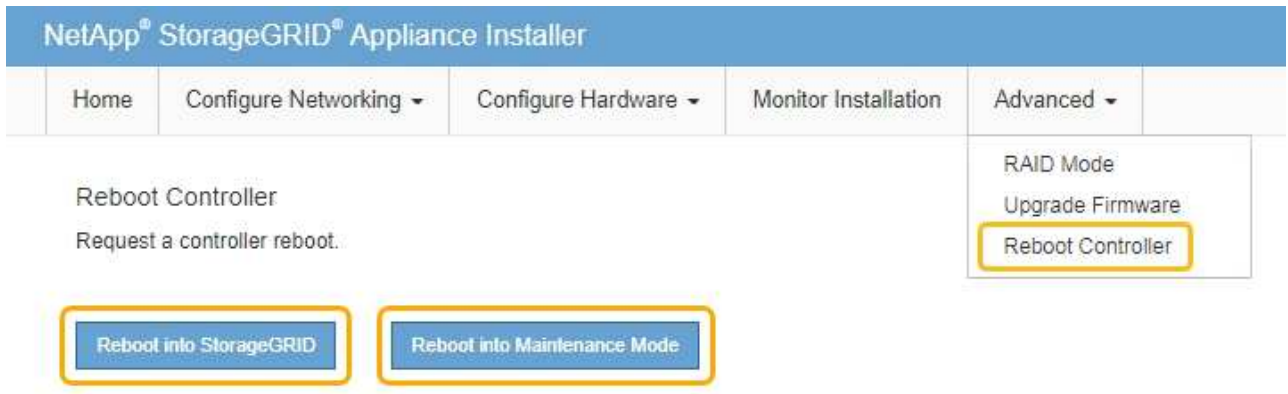 NetApp® StorageGRID® Appliance Installer
Home Configure Networking Configure Hardware Monitor Installation Advanced
RAID Mode
Upgrade Firmware
Reboot Controller
Reboot Controller
Request a controller reboot.
Reboot into StorageGRID Reboot into Maintenance Mode